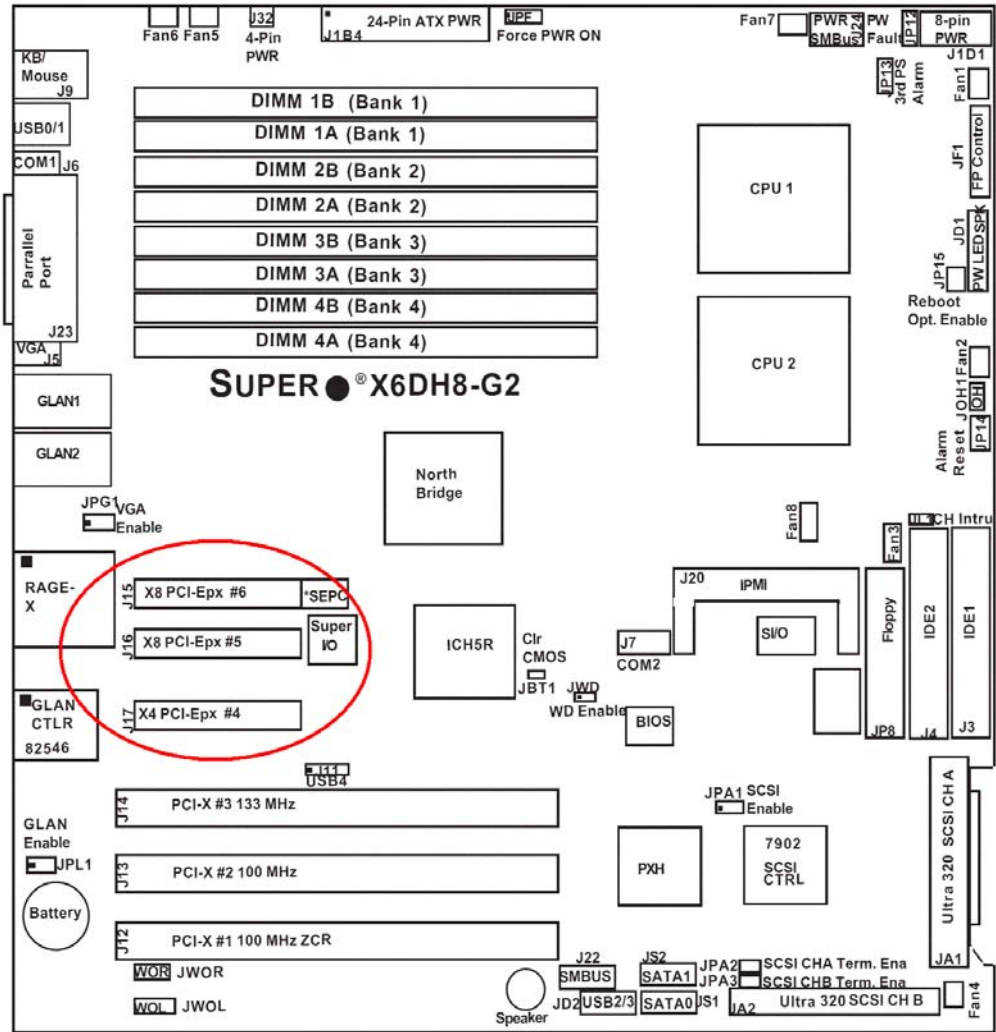 Fan6 Fan5
J32
4-Pin
PWR
24-Pin ATX PWR
J1B4
JPF
Force PWR ON
Fan7
PWR
SMBus
J24
PW
Fault
JP12
8-pin
PWR
J1D1
JP13
3rd PS
Alarm
Fan1
KB/
Mouse
J9
USB0/1
COM1
J6
Parrallel
Port
J23
VGA
J5
GLAN1
GLAN2
DIMM 1B (Bank 1)
DIMM 1A (Bank 1)
DIMM 2B (Bank 2)
DIMM 2A (Bank 2)
DIMM 3B (Bank 3)
DIMM 3A (Bank 3)
DIMM 4B (Bank 4)
DIMM 4A (Bank 4)
SUPER ● ® X6DH8-G2
CPU 1
CPU 2
JF1
FP Control
JD1
PW LED SPK
JP15
Reboot
Opt. Enable
Fan2
JOH1
OH
JP14
Alarm
Reset
North
Bridge
JPG1
VGA
Enable
Fan8
Fan3
JL1
CH Intru
RAGE-
X
J15
X8 PCI-Epx #6
*SEPC
J16
X8 PCI-Epx #5
Super
I/O
J17
X4 PCI-Epx #4
GLAN
CTLR
82546
ICH5R
Clr
CMOS
JBT1
JWD
WD Enable
J7
COM2
J20
IPMI
SI/O
BIOS
Floppy
JP8
IDE2
J4
IDE1
J3
J11
USB4
J14
PCI-X #3 133 MHz
J13
PCI-X #2 100 MHz
J12
PCI-X #1 100 MHz ZCR
GLAN
Enable
JPL1
Battery
JPA1
SCSI
Enable
PXH
7902
SCSI
CTRL
Ultra 320 SCSI CH A
JA1
WOR
JWOR
WOL
JWOL
Speaker
J22
SMBUS
JD2
USB2/3
JS2
SATA1
SATA0
JS1
JPA2
SCSI CHA Term. Ena
JPA3
SCSI CHB Term. Ena
JA2
Ultra 320 SCSI CH B
Fan4